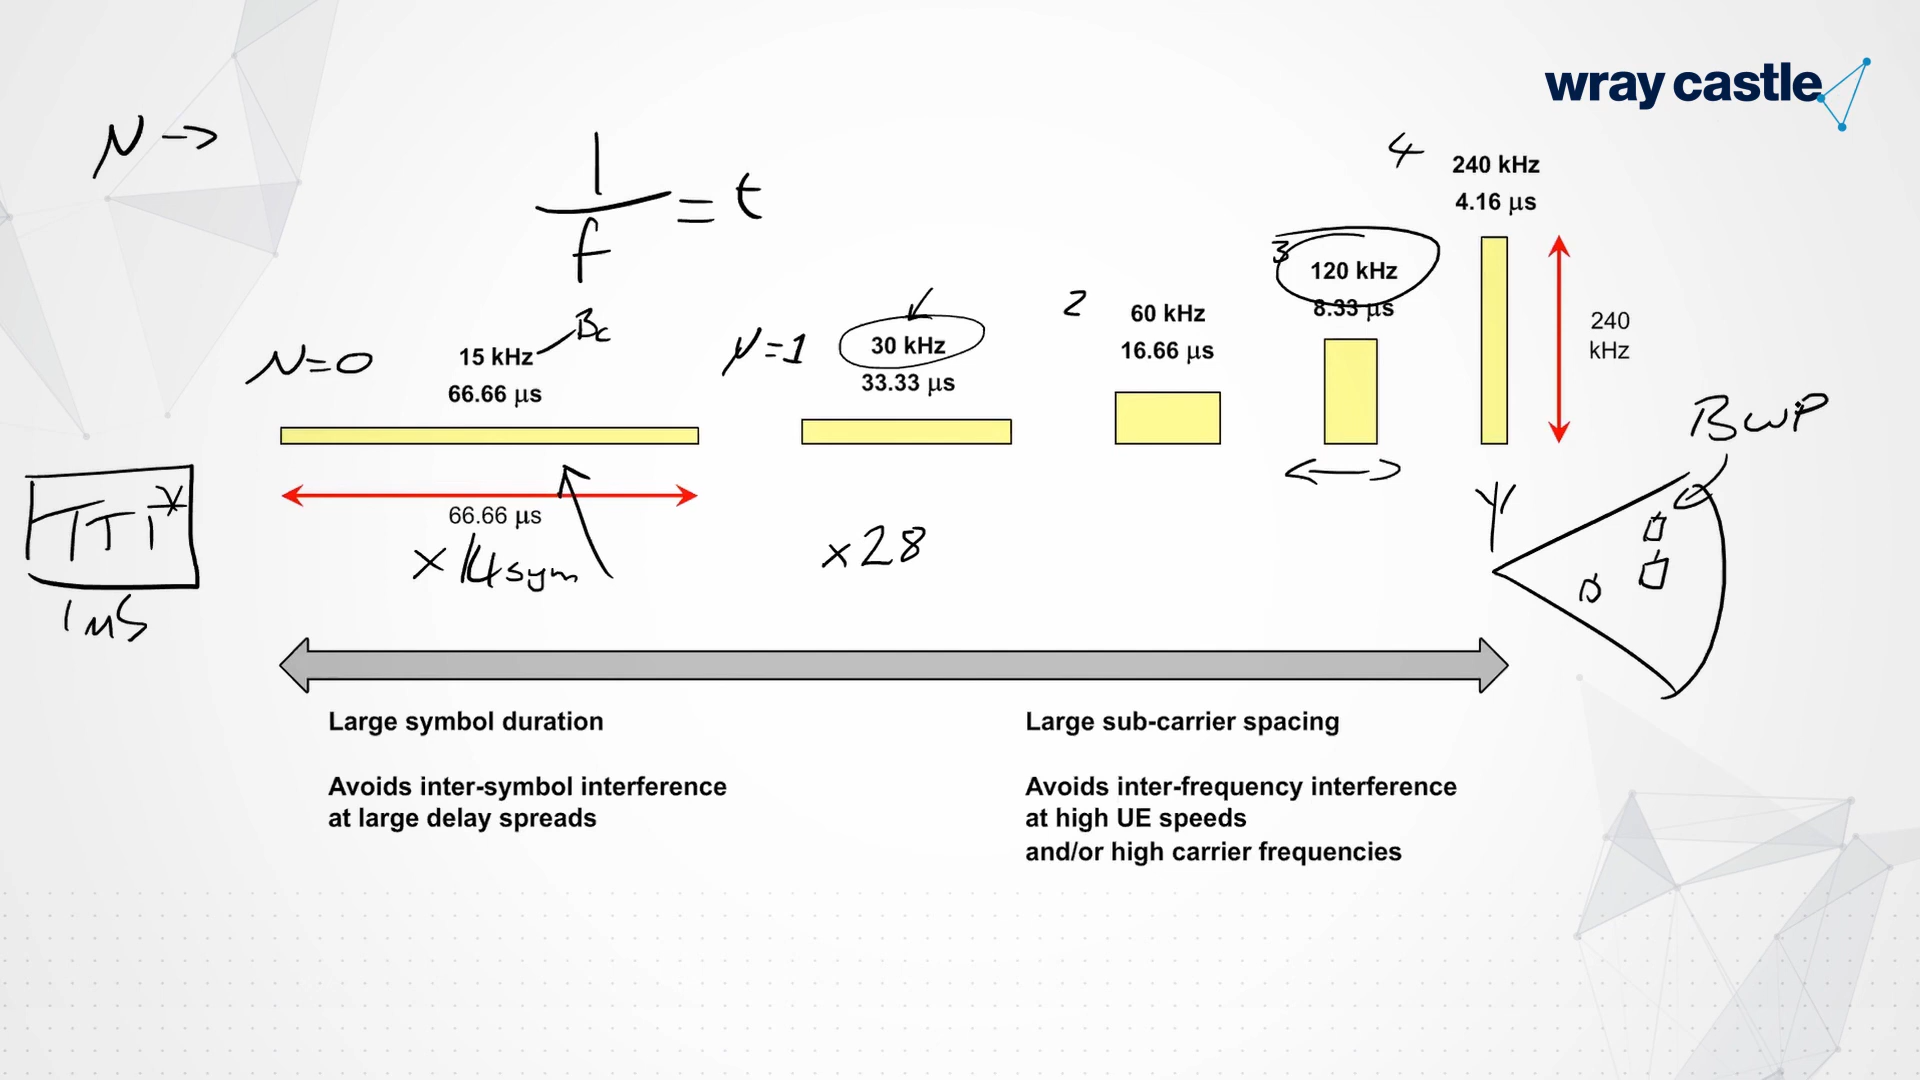 wray castle
μ →
1
f
= t
4
240 kHz
4.16 μs
3
120 kHz
8.33 μs
2
60 kHz
16.66 μs
μ=1
30 kHz
33.33 μs
Bc
μ=0
15 kHz
66.66 μs
240
kHz
BWP
TTI*
1mS
66.66 μs
x 14sym
x28
Large symbol duration
Avoids inter-symbol interference
at large delay spreads
Large sub-carrier spacing
Avoids inter-frequency interference
at high UE speeds
and/or high carrier frequencies